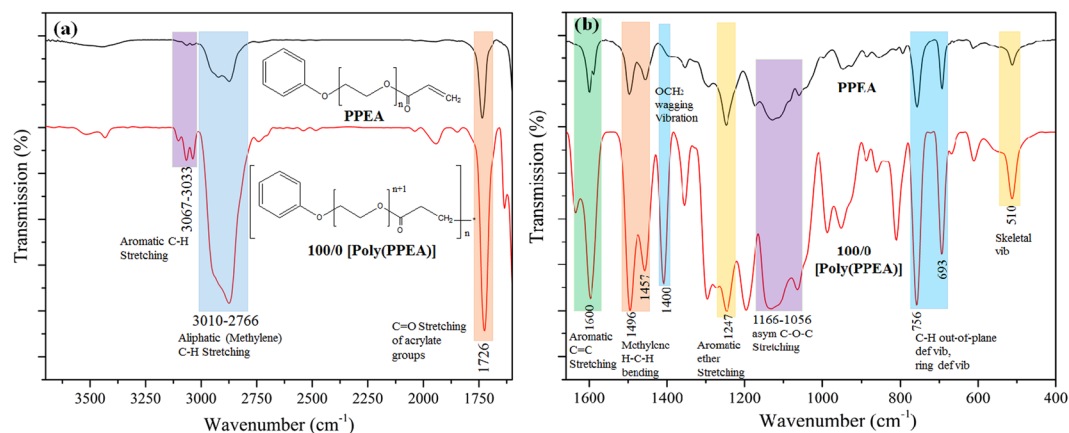 (a)
Transmission (%)
O
O
n
O
CH2
PPEA
3067-3033
Aromatic C-H
Stretching
n+1
O
O
O
CH2
*
n
100/0 [Poly(PPEA)]
3010-2766
Aliphatic (Methylene)
C-H Stretching
C=O Stretching
of acrylate
groups
1726
3500 3250 3000 2750 2500 2250 2000 1750
Wavenumber (cm-1)
(b)
Transmission (%)
OCH2
wagging
Vibration
PPEA
100/0
[Poly(PPEA)]
1600
Aromatic
C=C
Stretching
1496
1457
Methylene
H-C-H
bending
1400
1247
Aromatic
ether
Stretching
1166-1056
asym C-O-C
Stretching
756
693
C-H out-of-plane
def vib,
ring def vib
510
Skeletal
vib
1600 1400 1200 1000 800 600 400
Wavenumber (cm-1)